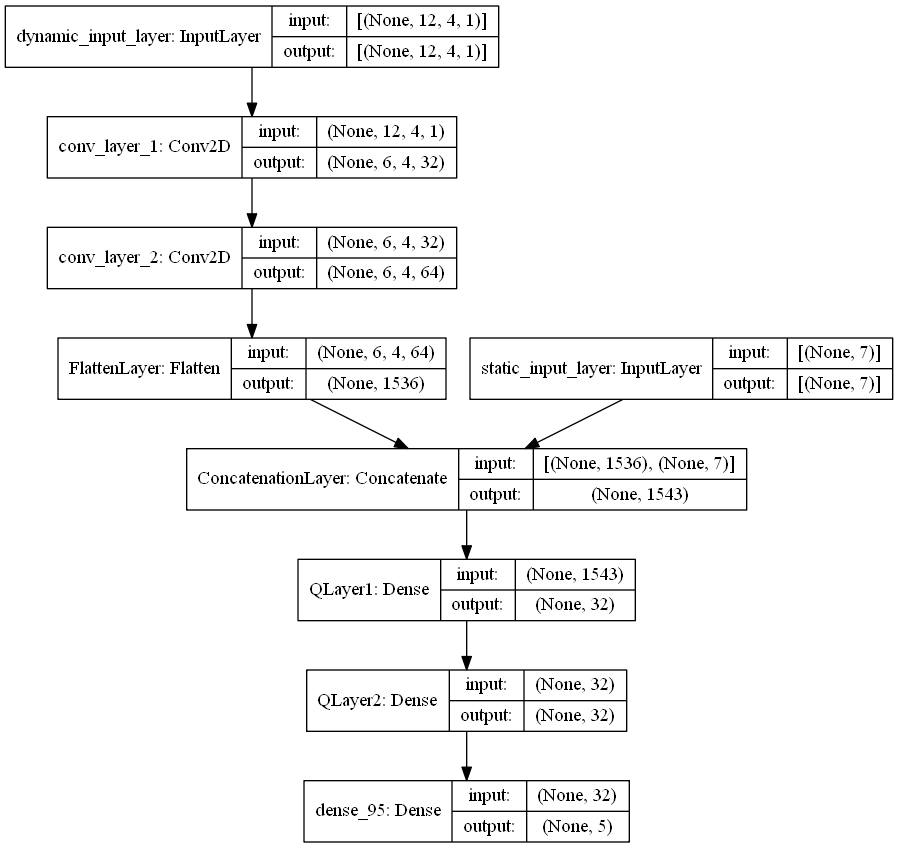 dynamic_input_layer: InputLayer
input:
[(None, 12, 4, 1)]
output:
[(None, 12, 4, 1)]
conv_layer_1: Conv2D
input:
(None, 12, 4, 1)
output:
(None, 6, 4, 32)
conv_layer_2: Conv2D
input:
(None, 6, 4, 32)
output:
(None, 6, 4, 64)
FlattenLayer: Flatten
input:
(None, 6, 4, 64)
output:
(None, 1536)
static_input_layer: InputLayer
input:
[(None, 7)]
output:
[(None, 7)]
ConcatenationLayer: Concatenate
input:
[(None, 1536), (None, 7)]
output:
(None, 1543)
QLayer1: Dense
input:
(None, 1543)
output:
(None, 32)
QLayer2: Dense
input:
(None, 32)
output:
(None, 32)
dense_95: Dense
input:
(None, 32)
output:
(None, 5)